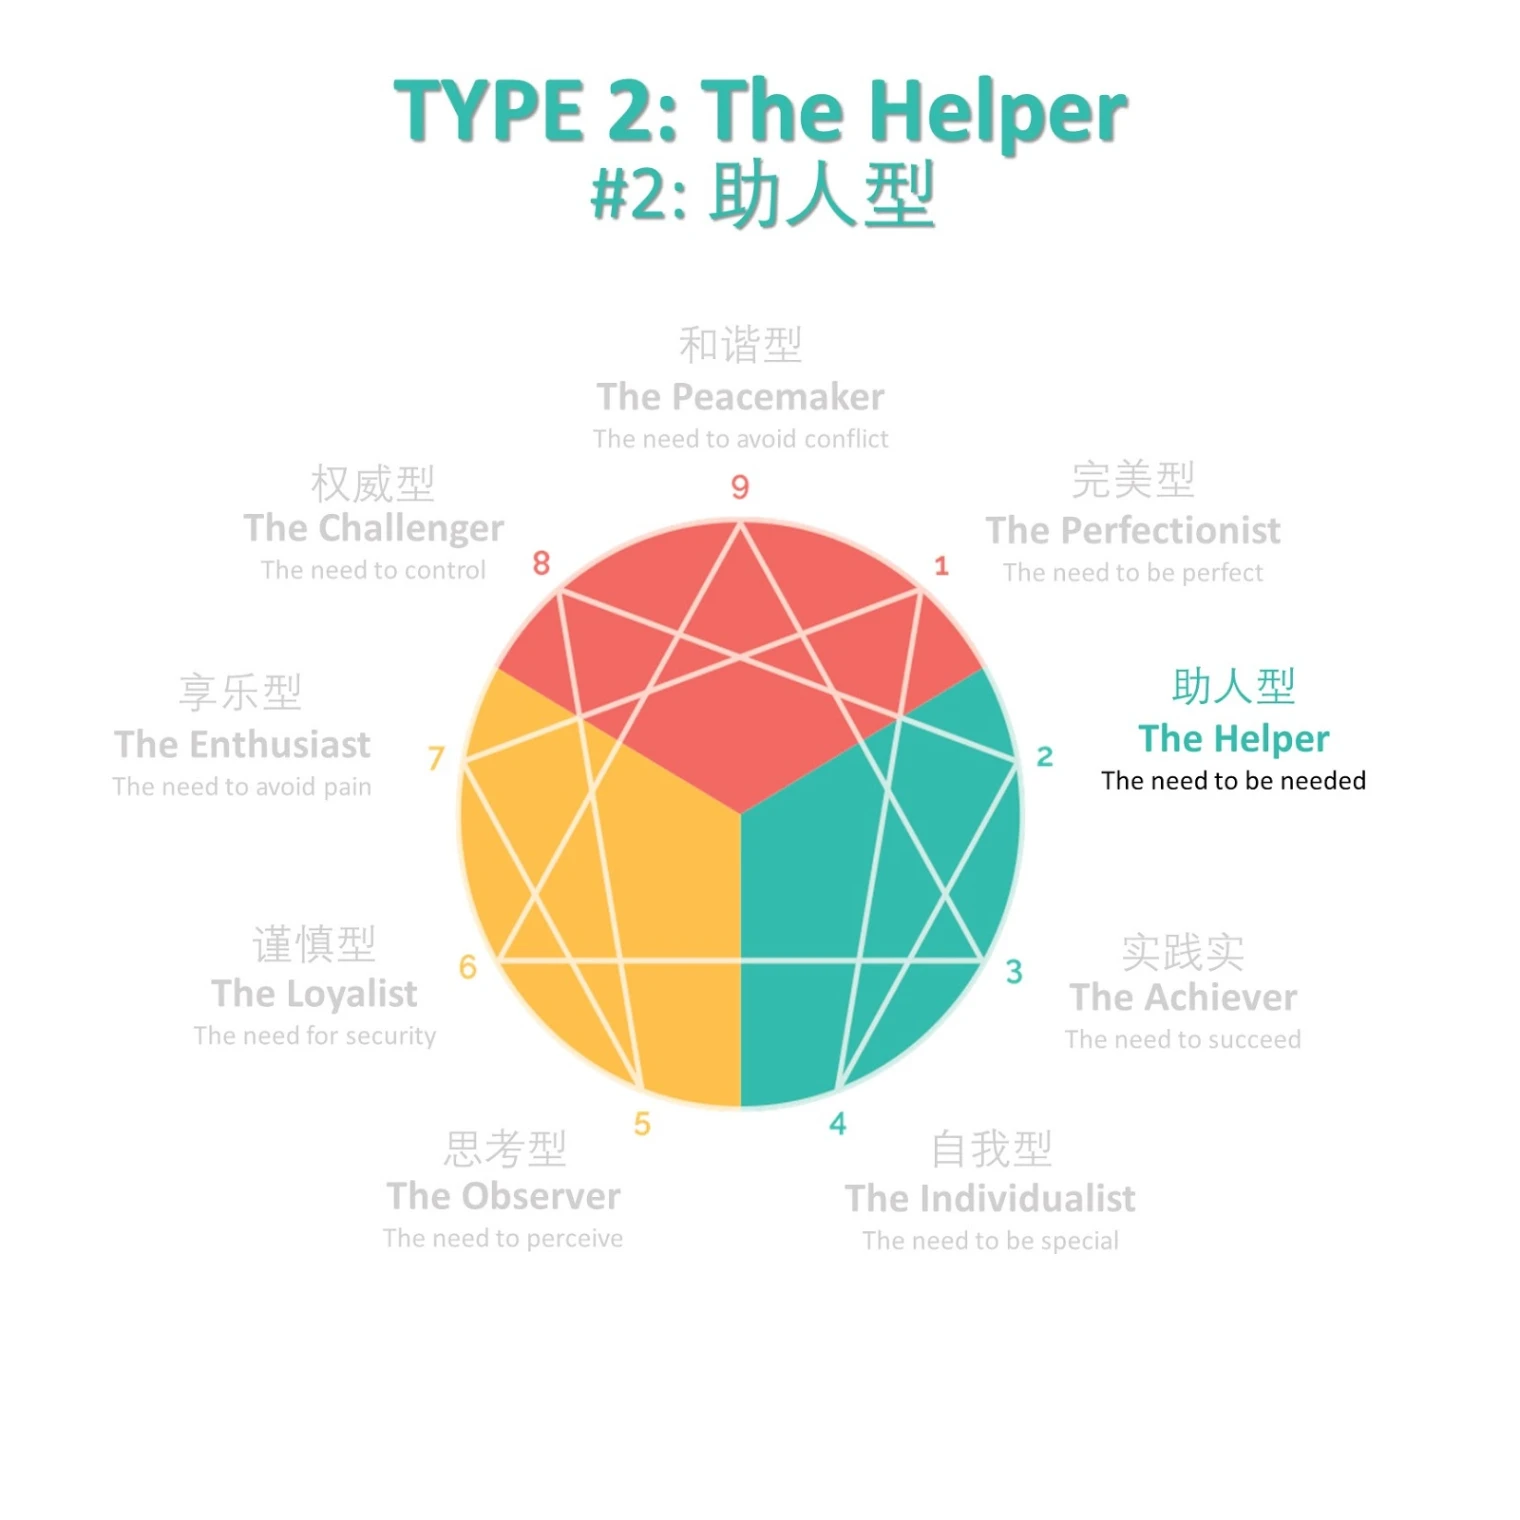 TYPE 2: The Helper
#2: 助人型
和谐型
The Peacemaker
The need to avoid conflict
9
权威型
The Challenger
The need to control
8
完美型
The Perfectionist
The need to be perfect
1
享乐型
The Enthusiast
The need to avoid pain
7
助人型
The Helper
The need to be needed
2
谨慎型
The Loyalist
The need for security
6
实践实
The Achiever
The need to succeed
3
思考型
The Observer
The need to perceive
5
自我型
The Individualist
The need to be special
4